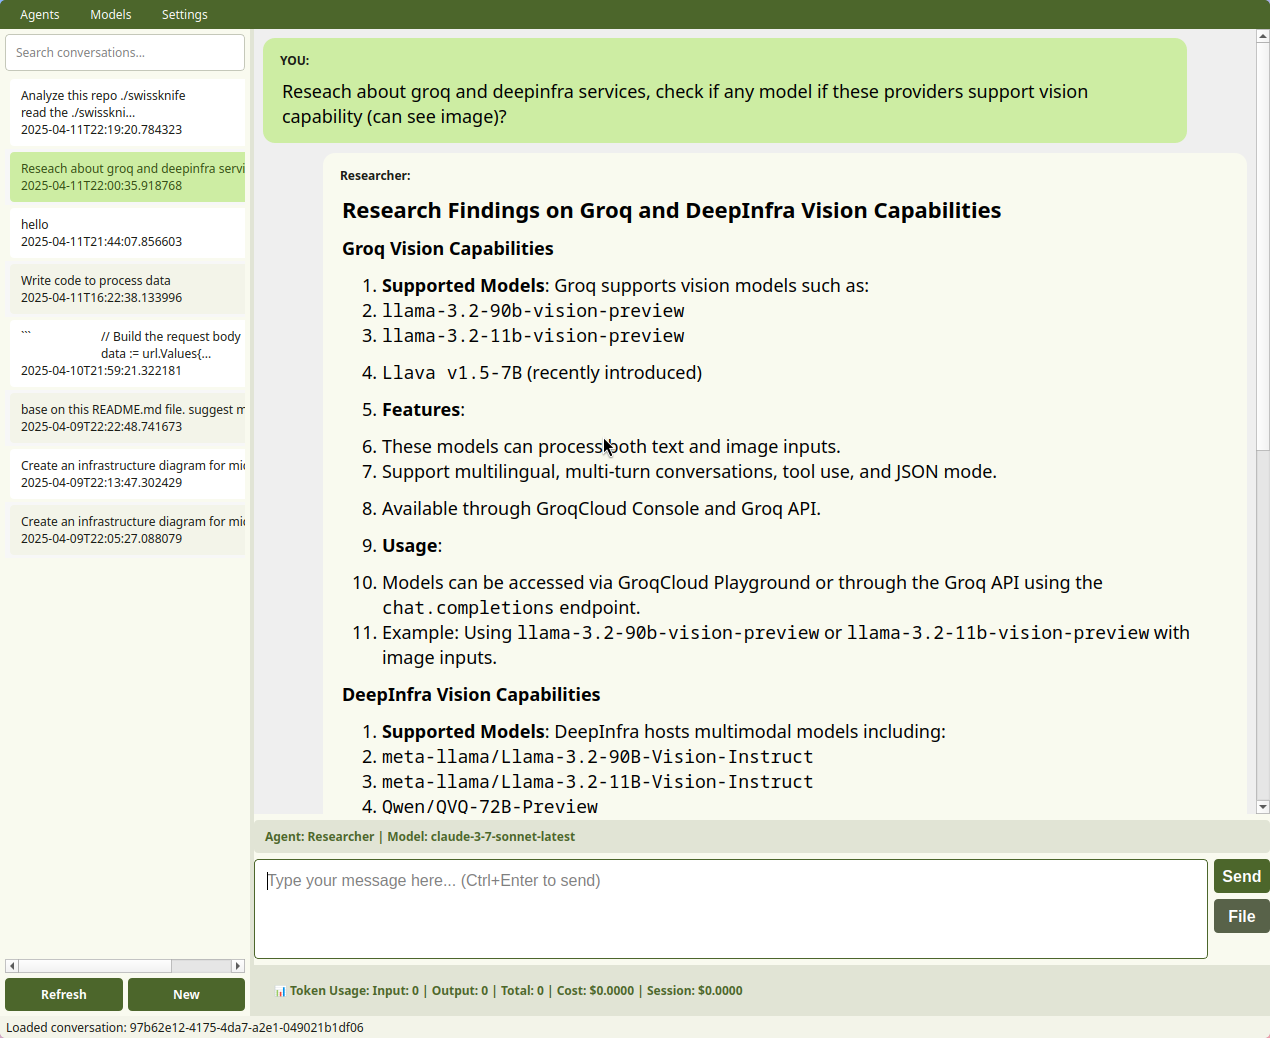 Agents Models Settings
Search conversations...
Analyze this repo ./swissknife
read the ./swisskni...
2025-04-11T22:19:20.784323
Reseach about groq and deepinfra servi
2025-04-11T22:00:35.918768
hello
2025-04-11T21:44:07.856603
Write code to process data
2025-04-11T16:22:38.133996
``` // Build the request body
data := url.Values{...
2025-04-10T21:59:21.322181
base on this README.md file. suggest m
2025-04-09T22:22:48.741673
Create an infrastructure diagram for mic
2025-04-09T22:13:47.302429
Create an infrastructure diagram for mic
2025-04-09T22:05:27.088079
Refresh New
YOU:
Reseach about groq and deepinfra services, check if any model if these providers support vision
capability (can see image)?
Researcher:
Research Findings on Groq and DeepInfra Vision Capabilities
Groq Vision Capabilities
1. Supported Models: Groq supports vision models such as:
2. llama-3.2-90b-vision-preview
3. llama-3.2-11b-vision-preview
4. Llava v1.5-7B (recently introduced)
5. Features:
6. These models can process both text and image inputs.
7. Support multilingual, multi-turn conversations, tool use, and JSON mode.
8. Available through GroqCloud Console and Groq API.
9. Usage:
10. Models can be accessed via GroqCloud Playground or through the Groq API using the
chat.completions endpoint.
11. Example: Using llama-3.2-90b-vision-preview or llama-3.2-11b-vision-preview with
image inputs.
DeepInfra Vision Capabilities
1. Supported Models: DeepInfra hosts multimodal models including:
2. meta-llama/Llama-3.2-90B-Vision-Instruct
3. meta-llama/Llama-3.2-11B-Vision-Instruct
4. Qwen/QVQ-72B-Preview
Agent: Researcher | Model: claude-3-7-sonnet-latest
Type your message here... (Ctrl+Enter to send)
Send
File
📊 Token Usage: Input: 0 | Output: 0 | Total: 0 | Cost: $0.0000 | Session: $0.0000
Loaded conversation: 97b62e12-4175-4da7-a2e1-049021b1df06